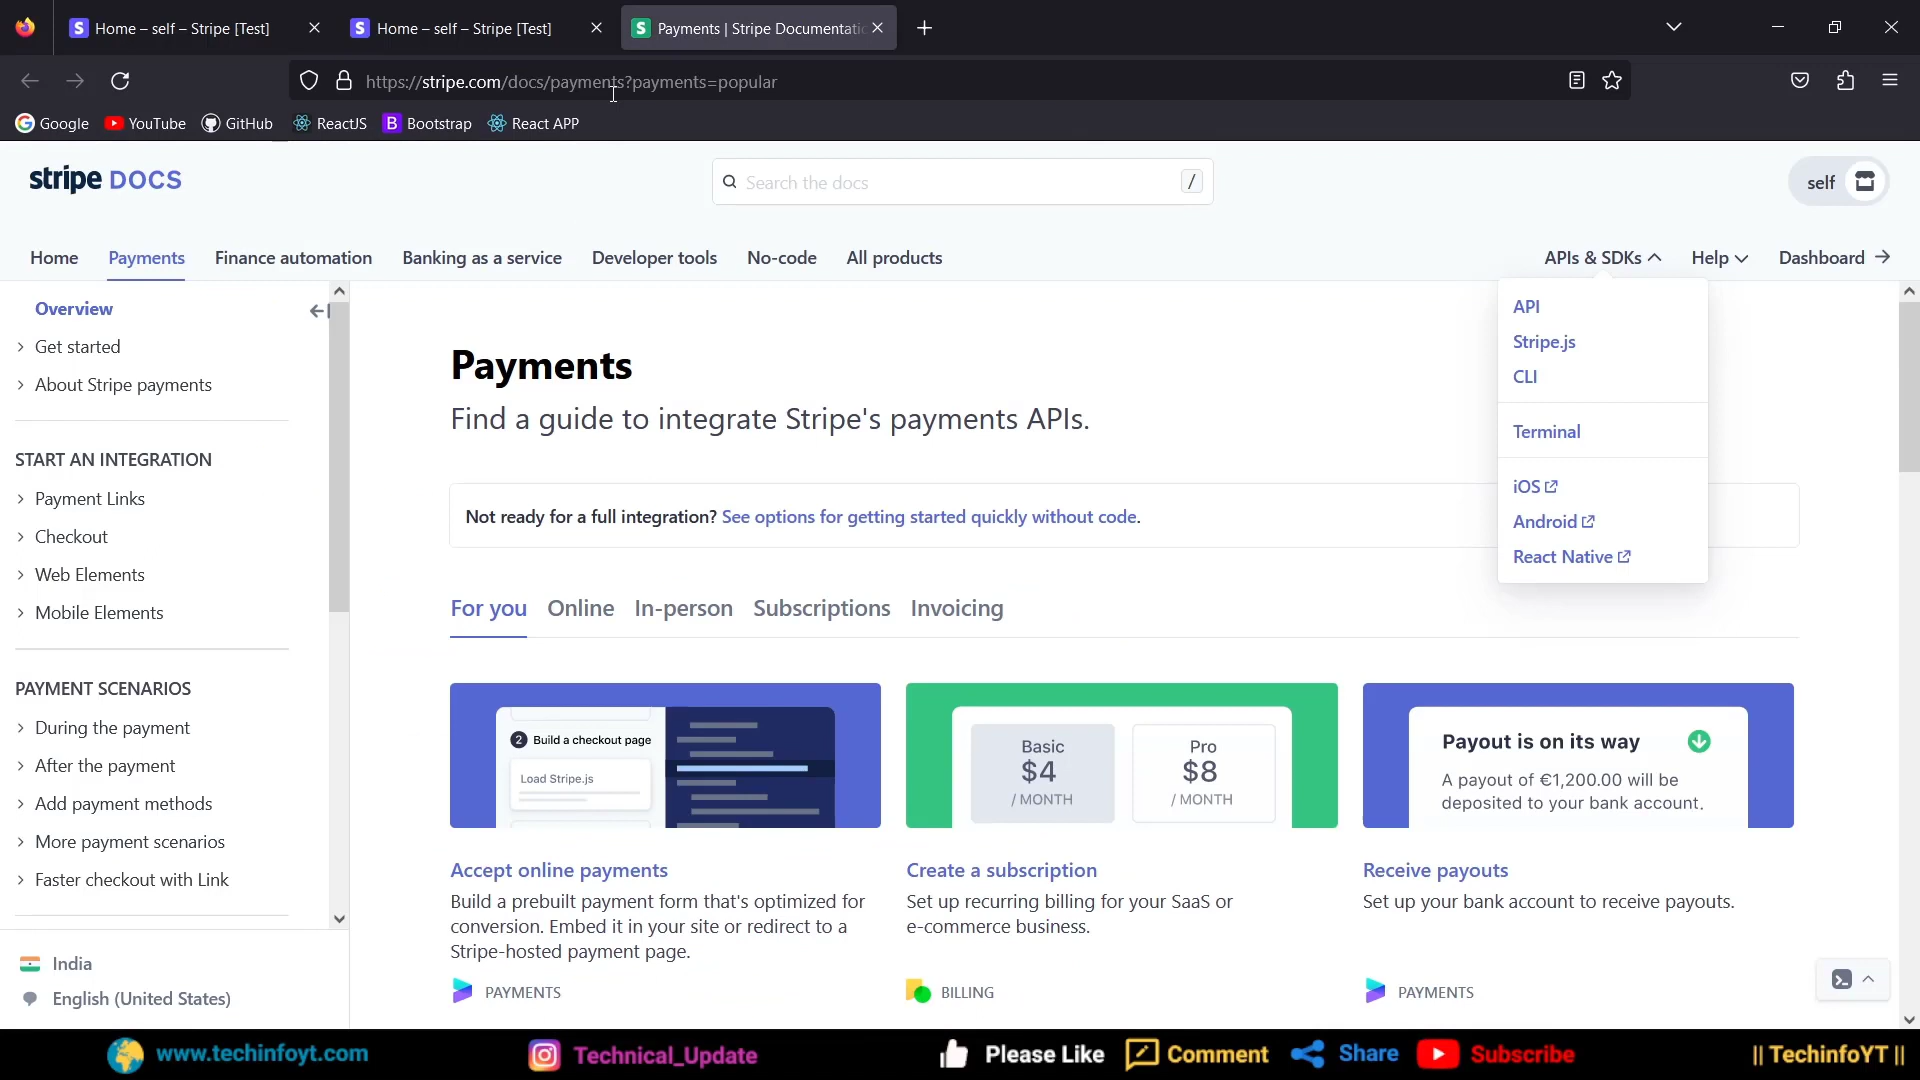 Home – self – Stripe [Test]
Home – self – Stripe [Test]
Payments | Stripe Documentati
https://stripe.com/docs/payments?payments=popular
Google
YouTube
GitHub
ReactJS
Bootstrap
React APP
stripe DOCS
Search the docs
/
self
Home
Payments
Finance automation
Banking as a service
Developer tools
No-code
All products
APIs & SDKs
Help
Dashboard
API
Stripe.js
CLI
Terminal
iOS
Android
React Native
Overview
Get started
About Stripe payments
START AN INTEGRATION
Payment Links
Checkout
Web Elements
Mobile Elements
PAYMENT SCENARIOS
During the payment
After the payment
Add payment methods
More payment scenarios
Faster checkout with Link
India
English (United States)
Payments
Find a guide to integrate Stripe's payments APIs.
Not ready for a full integration? See options for getting started quickly without code.
For you
Online
In-person
Subscriptions
Invoicing
2 Build a checkout page
Load Stripe.js
Basic
$4
/ MONTH
Pro
$8
/ MONTH
Payout is on its way
A payout of €1,200.00 will be
deposited to your bank account.
Accept online payments
Build a prebuilt payment form that's optimized for
conversion. Embed it in your site or redirect to a
Stripe-hosted payment page.
PAYMENTS
Create a subscription
Set up recurring billing for your SaaS or
e-commerce business.
BILLING
Receive payouts
Set up your bank account to receive payouts.
PAYMENTS
www.techinfoyt.com
Technical_Update
Please Like
Comment
Share
Subscribe
|| TechinfoYT ||